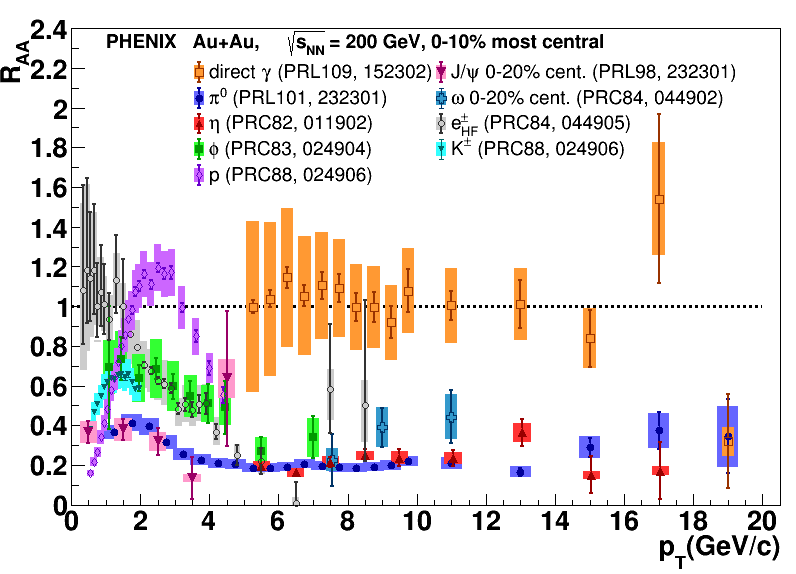 PHENIX Au+Au, √sNN = 200 GeV, 0-10% most central
direct γ (PRL109, 152302)
J/ψ 0-20% cent. (PRL98, 232301)
π0 (PRL101, 232301)
ω 0-20% cent. (PRC84, 044902)
η (PRC82, 011902)
e±HF (PRC84, 044905)
φ (PRC83, 024904)
K± (PRC88, 024906)
p (PRC88, 024906)
RAA
2.4
2.2
2
1.8
1.6
1.4
1.2
1
0.8
0.6
0.4
0.2
0
0 2 4 6 8 10 12 14 16 18 20
pT(GeV/c)